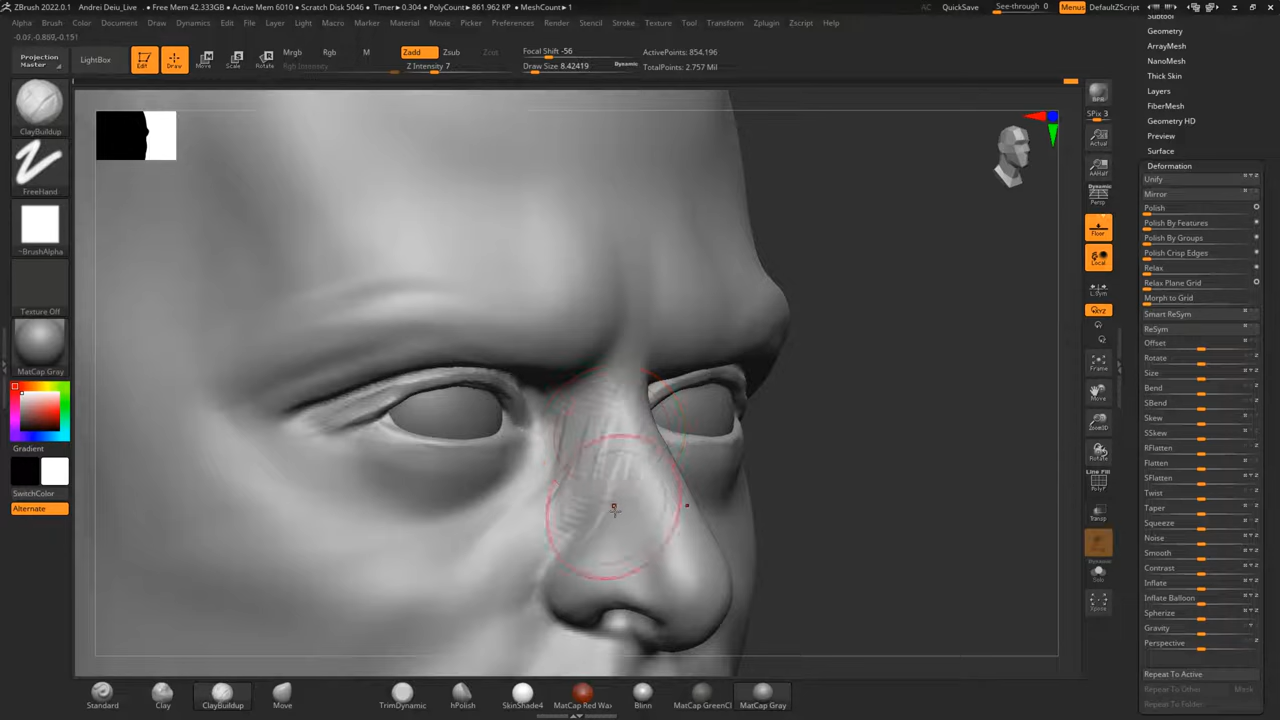 ZBrush 2022.0.1 Andrei Deiu_Live . • Free Mem 42.333GB • Active Mem 6010 • Scratch Disk 5046 • Timer▸0.304 • PolyCount▸861.962 KP • MeshCount▸1
AC QuickSave See-through 0 Menus DefaultZScript
Alpha Brush Color Document Draw Dynamics Edit File Layer Light Macro Marker Material Movie Picker Preferences Render Stencil Stroke Texture Tool Transform Zplugin Zscript Help
Projection
Master
LightBox
Edit
Draw
Move
Scale
Rotate
Mrgb
Rgb
M
Rgb Intensity
Zadd
Zsub
Zcut
Z Intensity 7
Focal Shift -56
Draw Size 8.42419
Dynamic
ActivePoints: 854,196
TotalPoints: 2.757 Mil
ClayBuildup
FreeHand
~BrushAlpha
Texture Off
MatCap Gray
Gradient
SwitchColor
Alternate
BPR
SPix 3
Actual
AAHalf
Dynamic
Persp
Floor
Local
L.Sym
XYZ
Frame
Move
Zoom3D
Rotate
Line Fill
PolyF
Transp
Solo
Xpose
Subtool
Geometry
ArrayMesh
NanoMesh
Thick Skin
Layers
FiberMesh
Geometry HD
Preview
Surface
Deformation
Unify
Mirror
Polish
Polish By Features
Polish By Groups
Polish Crisp Edges
Relax
Relax Plane Grid
Morph to Grid
Smart ReSym
ReSym
Offset
Rotate
Size
Bend
SBend
Skew
SSkew
RFlatten
Flatten
SFlatten
Twist
Taper
Squeeze
Noise
Smooth
Contrast
Inflate
Inflate Balloon
Spherize
Gravity
Perspective
Repeat To Active
Repeat To Other Mask
Repeat To Folder
Standard
Clay
ClayBuildup
Move
TrimDynamic
hPolish
SkinShade4
MatCap Red Wax
Blinn
MatCap GreenCl
MatCap Gray